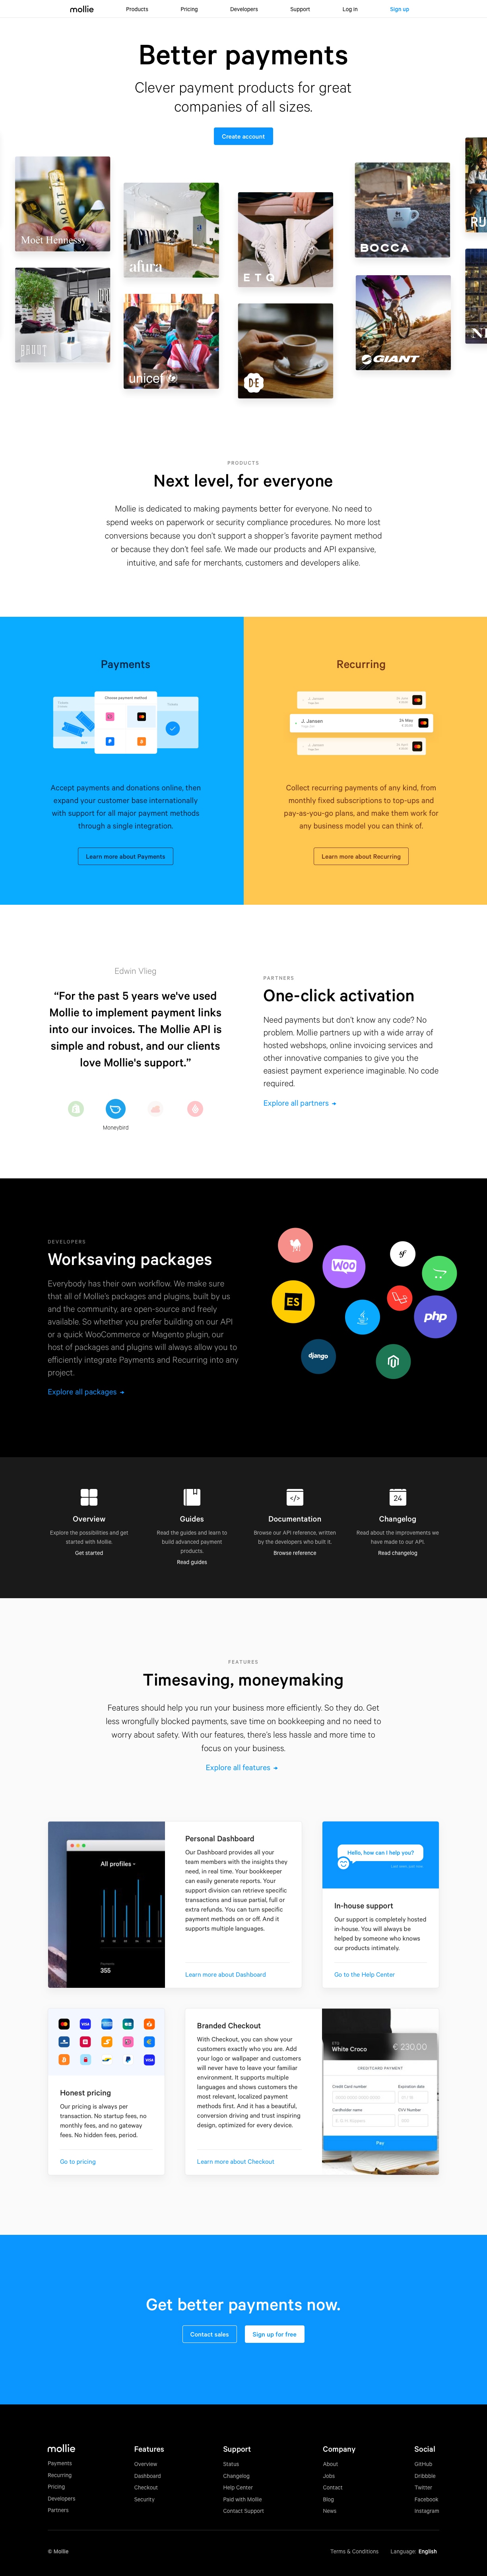 mollie
Products
Pricing
Developers
Support
Log in
Sign up
Better payments
Clever payment products for great
companies of all sizes.
Create account
Moët Hennessy
afura
ETQ
BOCCA
BRUUT
unicef
DE
GIANT
PRODUCTS
Next level, for everyone
Mollie is dedicated to making payments better for everyone. No need to
spend weeks on paperwork or security compliance procedures. No more lost
conversions because you don’t support a shopper’s favorite payment method
or because they don’t feel safe. We made our products and API expansive,
intuitive, and safe for merchants, customers and developers alike.
Payments
Choose payment method
BUY
Accept payments and donations online, then
expand your customer base internationally
with support for all major payment methods
through a single integration.
Learn more about Payments
Recurring
J. Jansen
J. Jansen
24 May
J. Jansen
Collect recurring payments of any kind, from
monthly fixed subscriptions to top-ups and
pay-as-you-go plans, and make them work for
any business model you can think of.
Learn more about Recurring
Edwin Vlieg
“For the past 5 years we've used
Mollie to implement payment links
into our invoices. The Mollie API is
simple and robust, and our clients
love Mollie's support.”
Moneybird
PARTNERS
One-click activation
Need payments but don’t know any code? No
problem. Mollie partners up with a wide array of
hosted webshops, online invoicing services and
other innovative companies to give you the
easiest payment experience imaginable. No code
required.
Explore all partners →
DEVELOPERS
Worksaving packages
Everybody has their own workflow. We make sure
that all of Mollie’s packages and plugins, built by us
and the community, are open-source and freely
available. So whether you prefer building on our API
or a quick WooCommerce or Magento plugin, our
host of packages and plugins will always allow you to
efficiently integrate Payments and Recurring into any
project.
Explore all packages →
WOO
sf
ES
php
django
Overview
Explore the possibilities and get
started with Mollie.
Get started
Guides
Read the guides and learn to
build advanced payment
products.
Read guides
</>
Documentation
Browse our API reference, written
by the developers who built it.
Browse reference
24
Changelog
Read about the improvements we
have made to our API.
Read changelog
FEATURES
Timesaving, moneymaking
Features should help you run your business more efficiently. So they do. Get
less wrongfully blocked payments, save time on bookkeeping and no need to
worry about safety. With our features, there’s less hassle and more time to
focus on your business.
Explore all features →
All profiles
355
Personal Dashboard
Our Dashboard provides all your
team members with the insights they
need, in real time. Your bookkeeper
can easily generate reports. Your
support division can retrieve specific
transactions and issue partial, full or
extra refunds. You can turn specific
payment methods on or off. And it
supports multiple languages.
Learn more about Dashboard
Hello, how can I help you?
In-house support
Our support is completely hosted
in-house. You will always be
helped by someone who knows
our products intimately.
Go to the Help Center
Honest pricing
Our pricing is always per
transaction. No startup fees, no
monthly fees, and no gateway
fees. No hidden fees, period.
Go to pricing
Branded Checkout
With Checkout, you can show your
customers exactly who you are. Add
your logo or wallpaper and customers
will never have to leave your familiar
environment. It supports multiple
languages and shows customers the
most relevant, localized payment
methods first. And it has a beautiful,
conversion driving and trust inspiring
design, optimized for every device.
Learn more about Checkout
ETQ
White Croco
€ 230,00
CREDITCARD PAYMENT
Credit Card number
Expiration date
Cardholder name
CVV Number
Pay
Get better payments now.
Contact sales
Sign up for free
mollie
Payments
Recurring
Pricing
Developers
Partners
Features
Overview
Dashboard
Checkout
Security
Support
Status
Changelog
Help Center
Paid with Mollie
Contact Support
Company
About
Jobs
Contact
Blog
News
Social
GitHub
Dribbble
Twitter
Facebook
Instagram
© Mollie
Terms & Conditions
Language: English